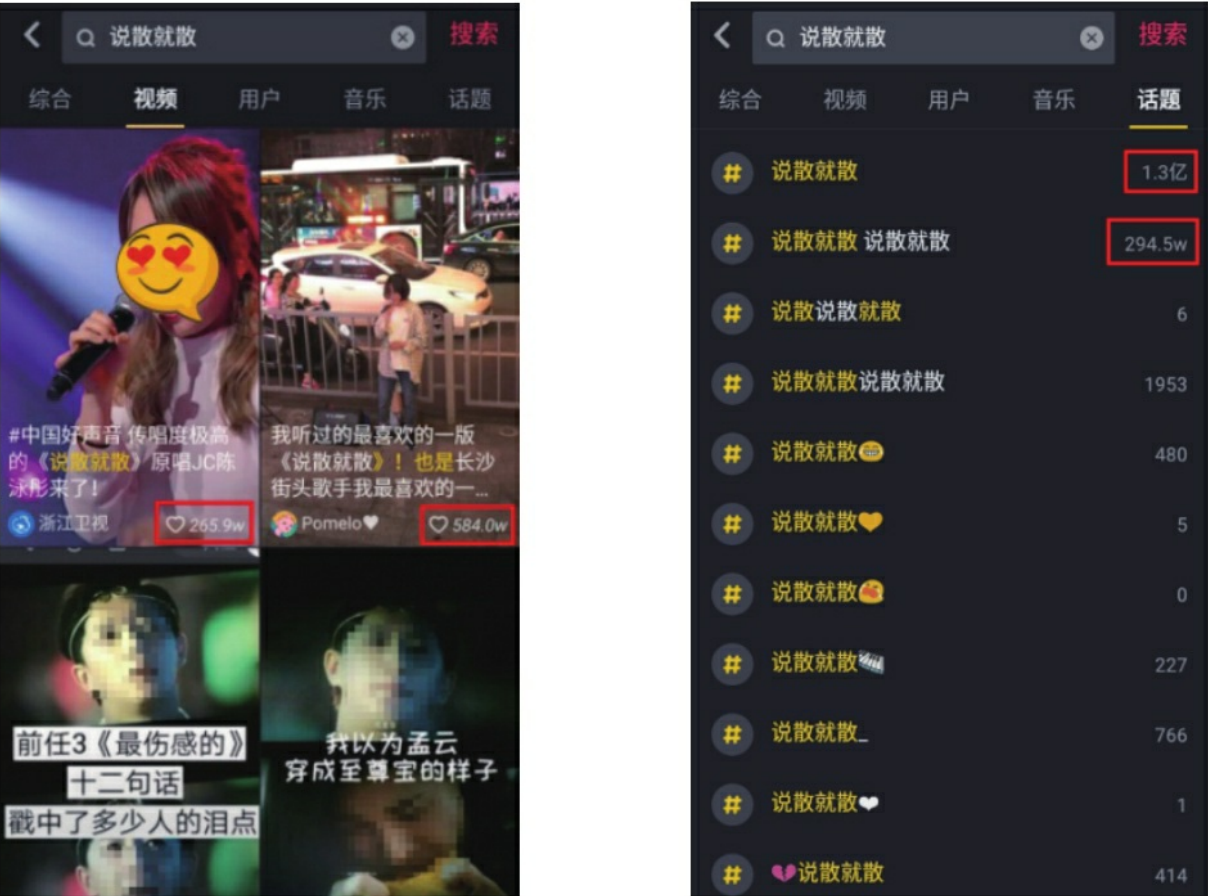 说散就散
搜索
综合 视频 用户 音乐 话题
#中国好声音 传唱度极高
的《说散就散》原唱JC陈
泳彤来了!
浙江卫视 265.9w
我听过的最喜欢的一版
《说散就散》！也是长沙
街头歌手我最喜欢的一...
Pomelo 584.0w
前任3《最伤感的》
十二句话
戳中了多少人的泪点
我以为孟云
穿成至尊宝的样子
说散就散
搜索
综合 视频 用户 音乐 话题
# 说散就散 1.3亿
# 说散就散 说散就散 294.5w
# 说散说散就散 6
# 说散就散说散就散 1953
# 说散就散😁 480
# 说散就散🧡 5
# 说散就散 0
# 说散就散🎹 227
# 说散就散_ 766
# 说散就散❤ 1
# 💔说散就散 414